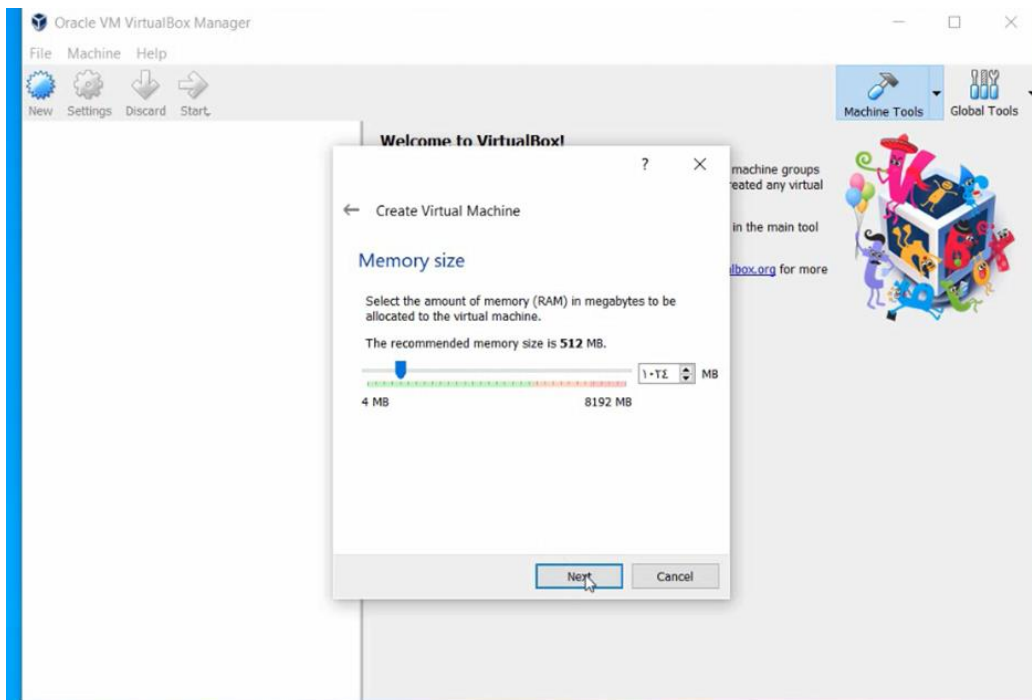 Oracle VM VirtualBox Manager
File Machine Help
New Settings Discard Start
Machine Tools Global Tools
Welcome to VirtualBox!
machine groups
reated any virtual
in the main tool
lbox.org for more
?
Create Virtual Machine
Memory size
Select the amount of memory (RAM) in megabytes to be
allocated to the virtual machine.
The recommended memory size is 512 MB.
١٠٢٤ MB
4 MB 8192 MB
Next Cancel